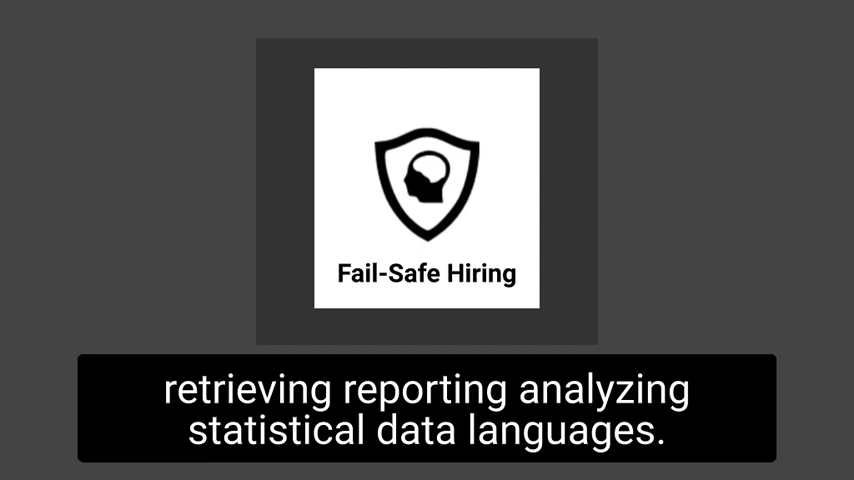 Fail-Safe Hiring
retrieving reporting analyzing
statistical data languages.